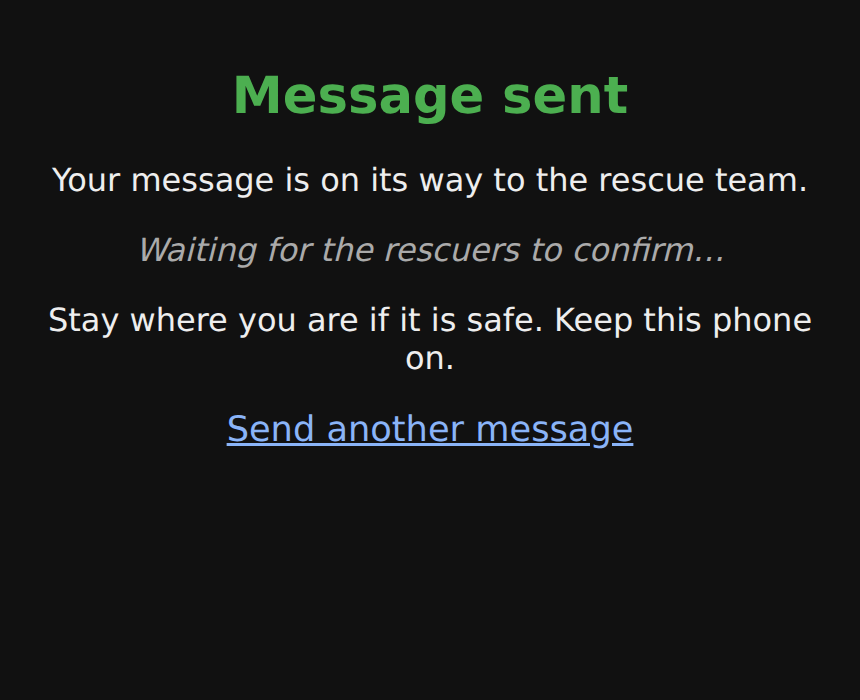 Message sent
Your message is on its way to the rescue team.
Waiting for the rescuers to confirm…
Stay where you are if it is safe. Keep this phone
on.
Send another message